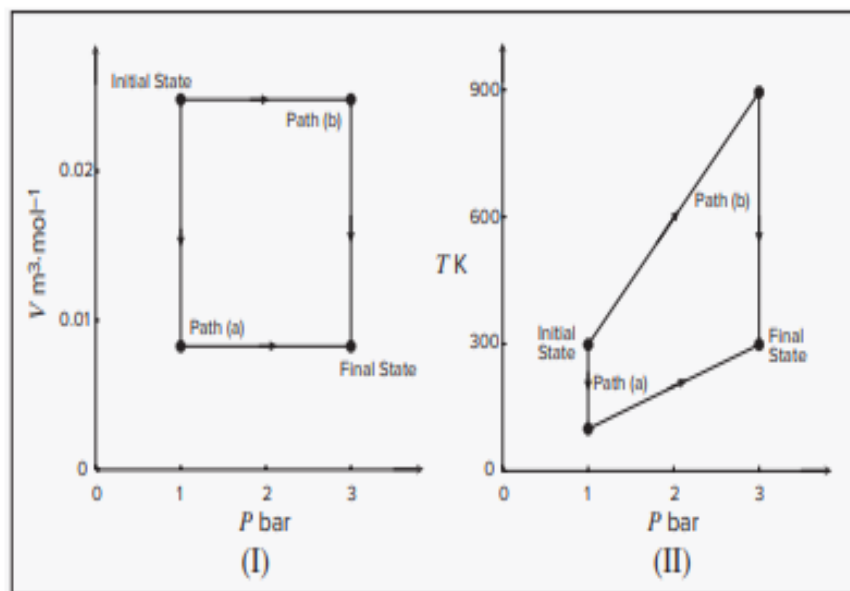 Initial State
Path (b)
0.02
V m³·mol⁻¹
0.01
Path (a)
Final State
0
0
1
2
3
P bar
(I)
900
600
Path (b)
T K
300
Initial
State
Final
State
Path (a)
0
0
1
2
3
P bar
(II)